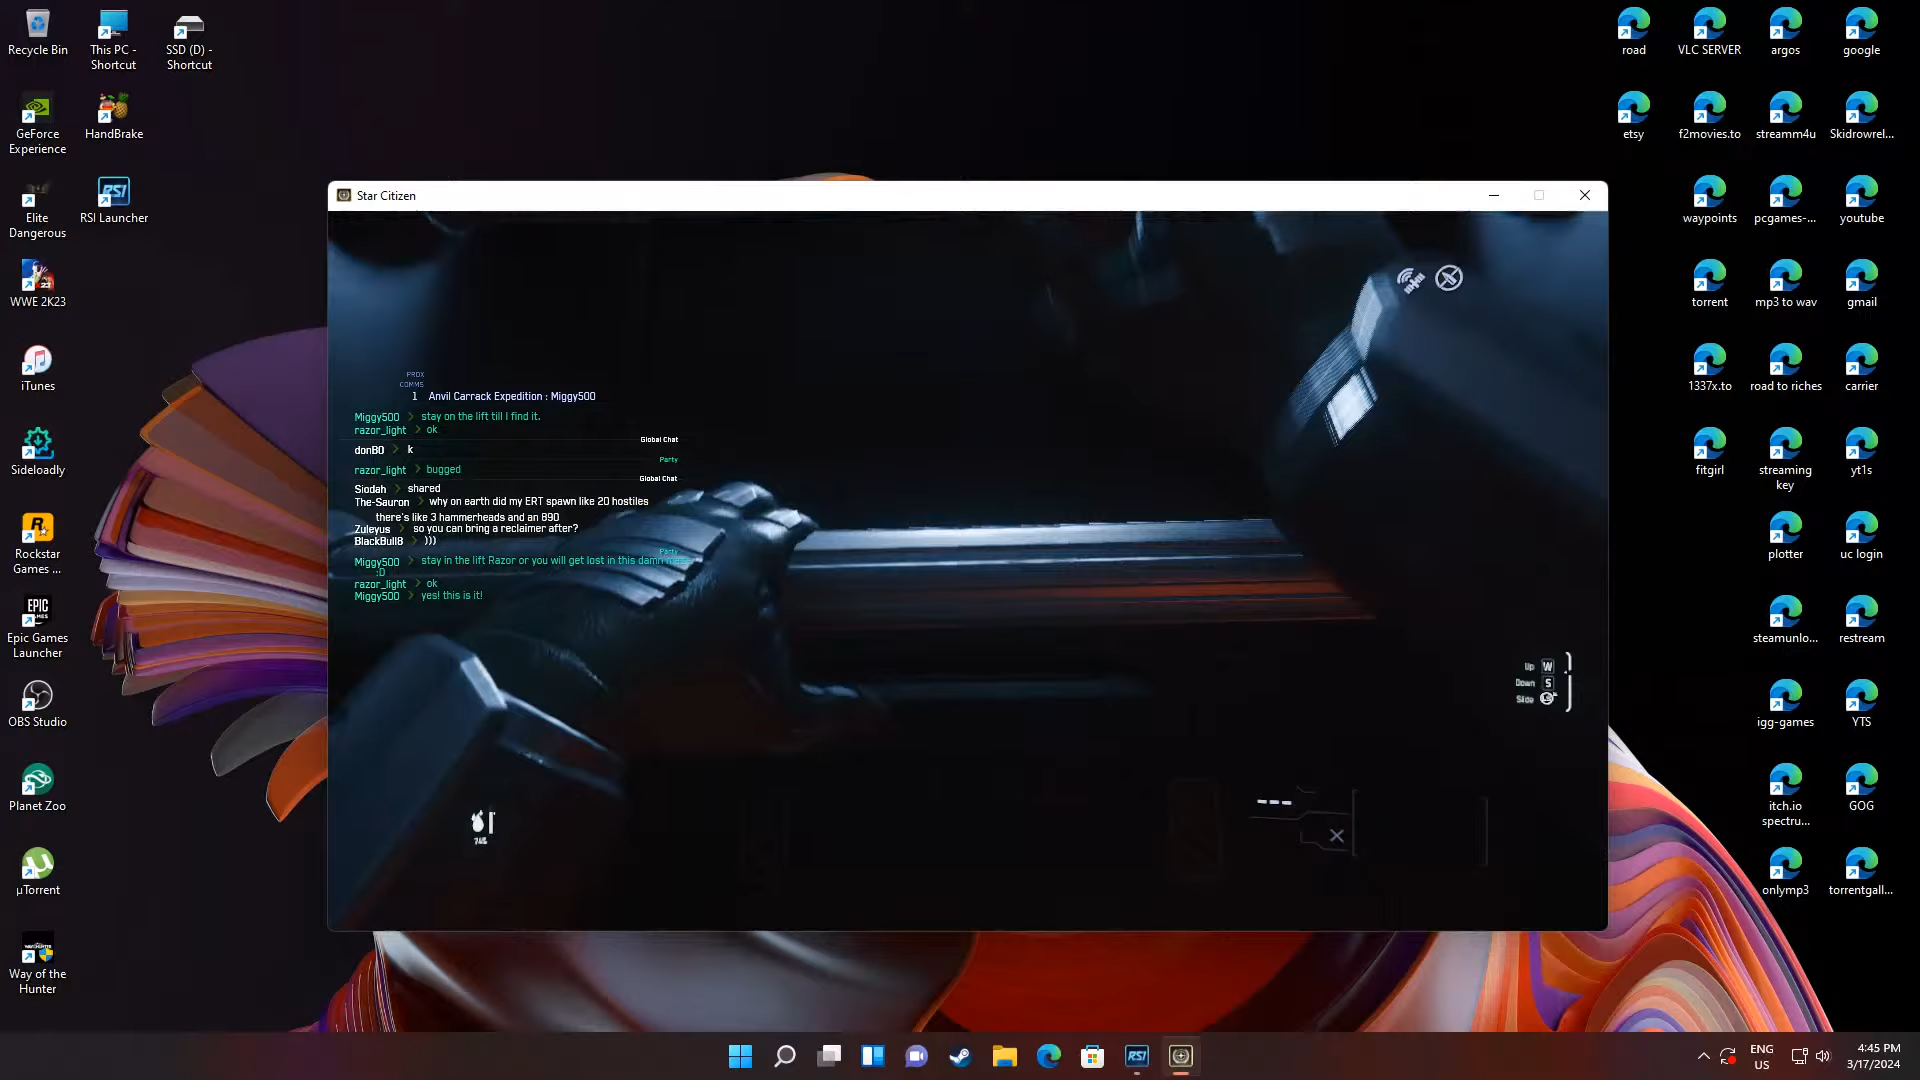 Recycle Bin
This PC -
Shortcut
SSD (D) -
Shortcut
GeForce
Experience
HandBrake
Elite
Dangerous
RSI
RSI Launcher
WWE 2K23
iTunes
Sideloadly
Rockstar
Games ...
EPIC
GAMES
Epic Games
Launcher
OBS Studio
Planet Zoo
µTorrent
Way of the
Hunter
Star Citizen
PROX
COMMS
1 Anvil Carrack Expedition : Miggy500
Miggy500 > stay on the lift till I find it.
razor_light > ok
Global Chat
donB0 > k
Party
razor_light > bugged
Global Chat
Siodah > shared
The-Sauron > why on earth did my ERT spawn like 20 hostiles
there's like 3 hammerheads and an 890
Zuleyus > so you can bring a reclaimer after?
BlackBull8 > )))
Party
Miggy500 > stay in the lift Razor or you will get lost in this damn
:D
razor_light > ok
Miggy500 > yes! this is it!
Up W
Down S
Slide
road
VLC SERVER
argos
google
etsy
f2movies.to
streamm4u
Skidrowrel...
waypoints
pcgames-...
youtube
torrent
mp3 to wav
gmail
1337x.to
road to riches
carrier
fitgirl
streaming
key
yt1s
plotter
uc login
steamunlo...
restream
igg-games
YTS
itch.io
spectru...
GOG
onlymp3
torrentgall...
RSI
ENG
US
4:45 PM
3/17/2024